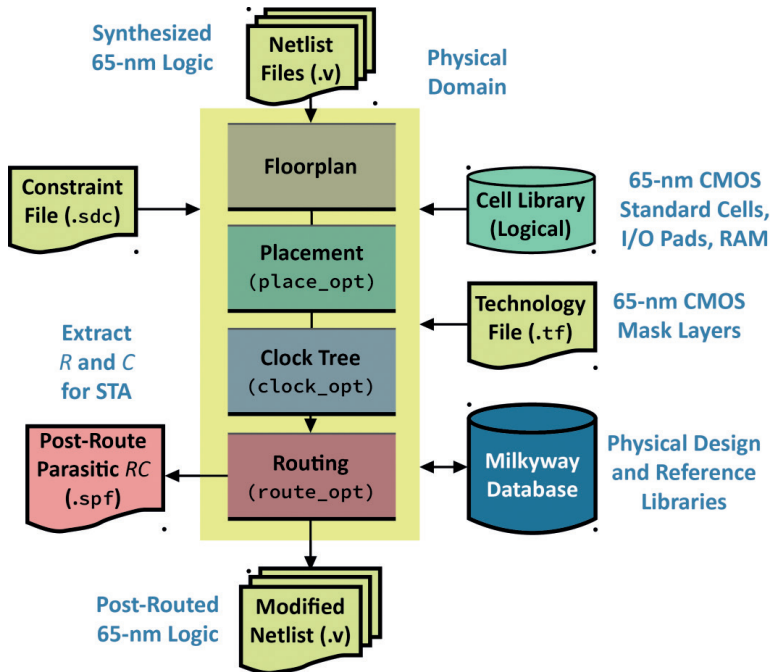 Synthesized
65-nm Logic
Netlist
Files (.v)
Physical
Domain
Floorplan
Constraint
File (.sdc)
Cell Library
(Logical)
65-nm CMOS
Standard Cells,
I/O Pads, RAM
Placement
(place_opt)
Technology
File (.tf)
65-nm CMOS
Mask Layers
Extract
R and C
for STA
Clock Tree
(clock_opt)
Post-Route
Parasitic RC
(.spf)
Routing
(route_opt)
Milkyway
Database
Physical Design
and Reference
Libraries
Post-Routed
65-nm Logic
Modified
Netlist (.v)